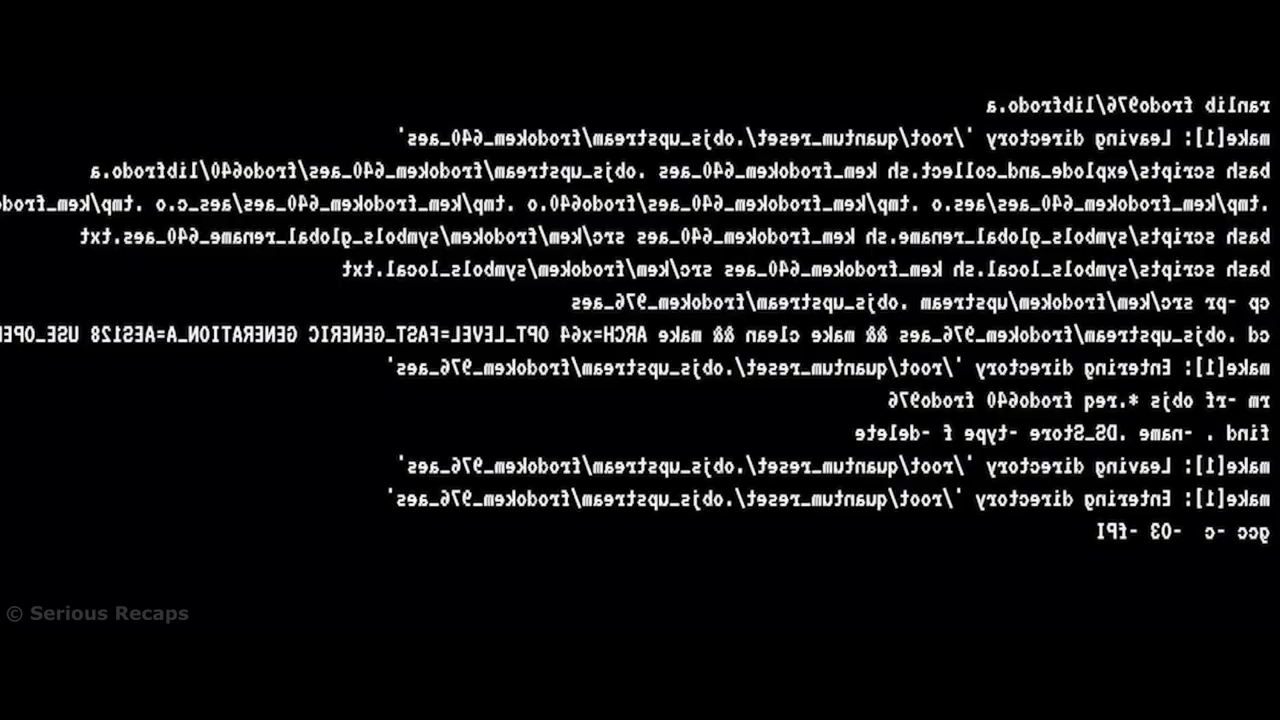 ranlib frodo976/libfrodo.a
make[1]: Leaving directory '/root/quantum_reset/.objs_upstream/frodokem_640_aes'
bash scripts/explode_and_collect.sh kem_frodokem_640_aes .objs_upstream/frodokem_640_aes/frodo640/libfrodo.a
.tmp/kem_frodokem_640_aes/aes.o .tmp/kem_frodokem_640_aes/frodo640.o .tmp/kem_frodokem_640_aes/aes_c.o .tmp/kem_frodo
bash scripts/symbols_global_rename.sh kem_frodokem_640_aes src/kem/frodokem/symbols_global_rename_640_aes.txt
bash scripts/symbols_local.sh kem_frodokem_640_aes src/kem/frodokem/symbols_local.txt
cp -pr src/kem/frodokem/upstream .objs_upstream/frodokem_976_aes
cd .objs_upstream/frodokem_976_aes && make clean && make ARCH=x64 OPT_LEVEL=FAST_GENERIC GENERATION_A=AES128 USE_OPEN
make[1]: Entering directory '/root/quantum_reset/.objs_upstream/frodokem_976_aes'
rm -rf objs *.req frodo640 frodo976
find . -name .DS_Store -type f -delete
make[1]: Leaving directory '/root/quantum_reset/.objs_upstream/frodokem_976_aes'
make[1]: Entering directory '/root/quantum_reset/.objs_upstream/frodokem_976_aes'
gcc -c  -O3 -fPI
© Serious Recaps